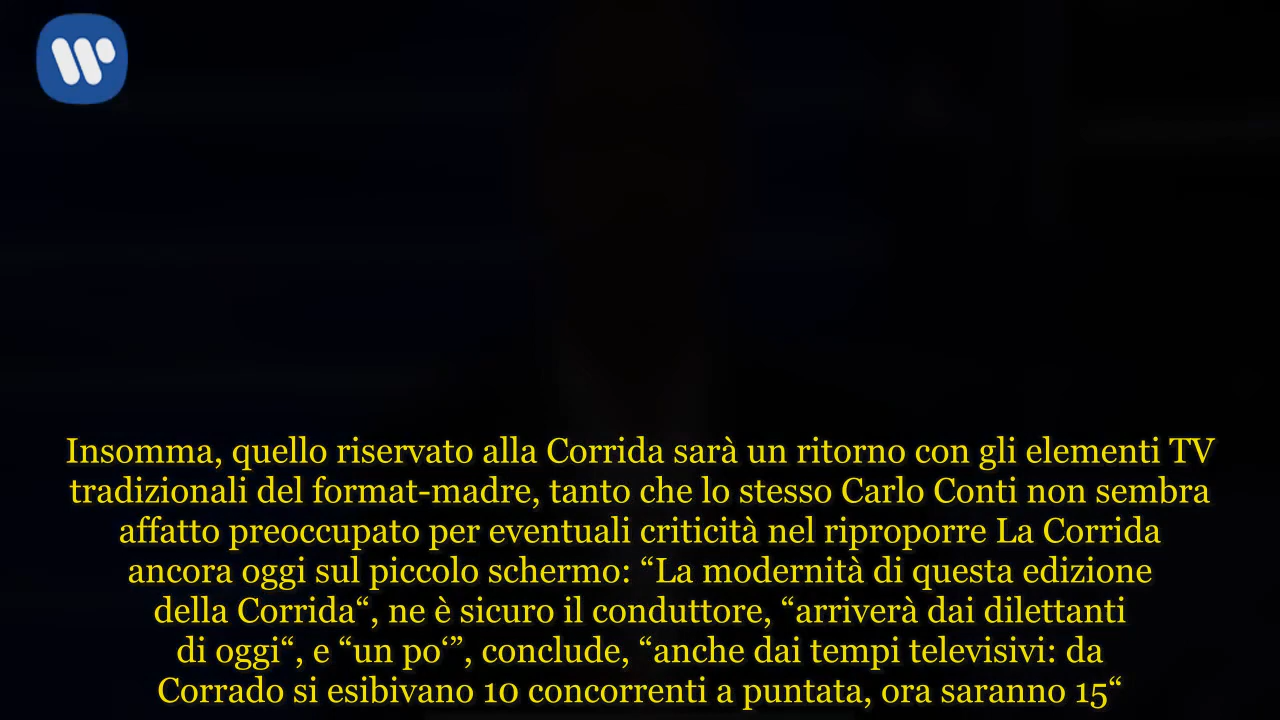 Insomma, quello riservato alla Corrida sarà un ritorno con gli elementi TV
tradizionali del format-madre, tanto che lo stesso Carlo Conti non sembra
affatto preoccupato per eventuali criticità nel riproporre La Corrida
ancora oggi sul piccolo schermo: “La modernità di questa edizione
della Corrida“, ne è sicuro il conduttore, “arriverà dai dilettanti
di oggi“, e “un po‘”, conclude, “anche dai tempi televisivi: da
Corrado si esibivano 10 concorrenti a puntata, ora saranno 15“